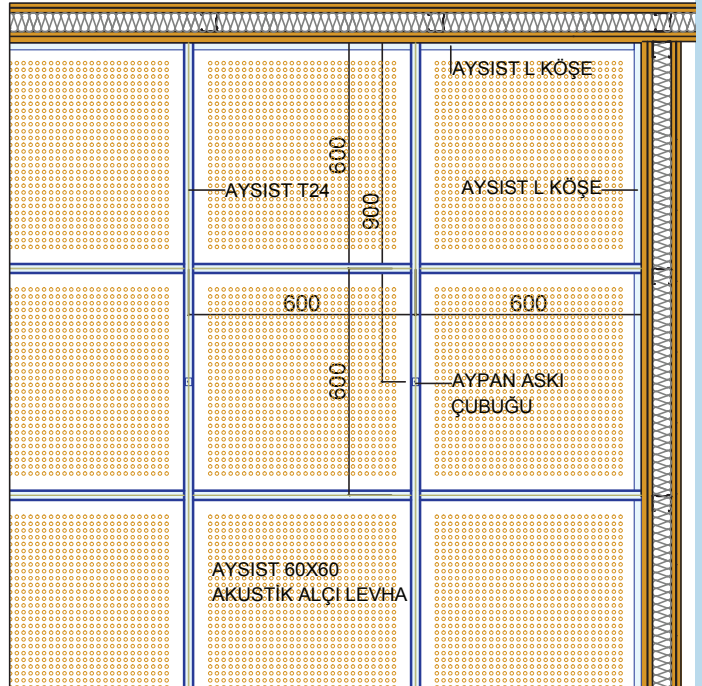 AYSIST L KÖŞE
600
AYSIST T24
AYSIST L KÖŞE
900
600
600
600
AYPAN ASKI
ÇUBUĞU
AYSIST 60X60
AKUSTİK ALÇI LEVHA